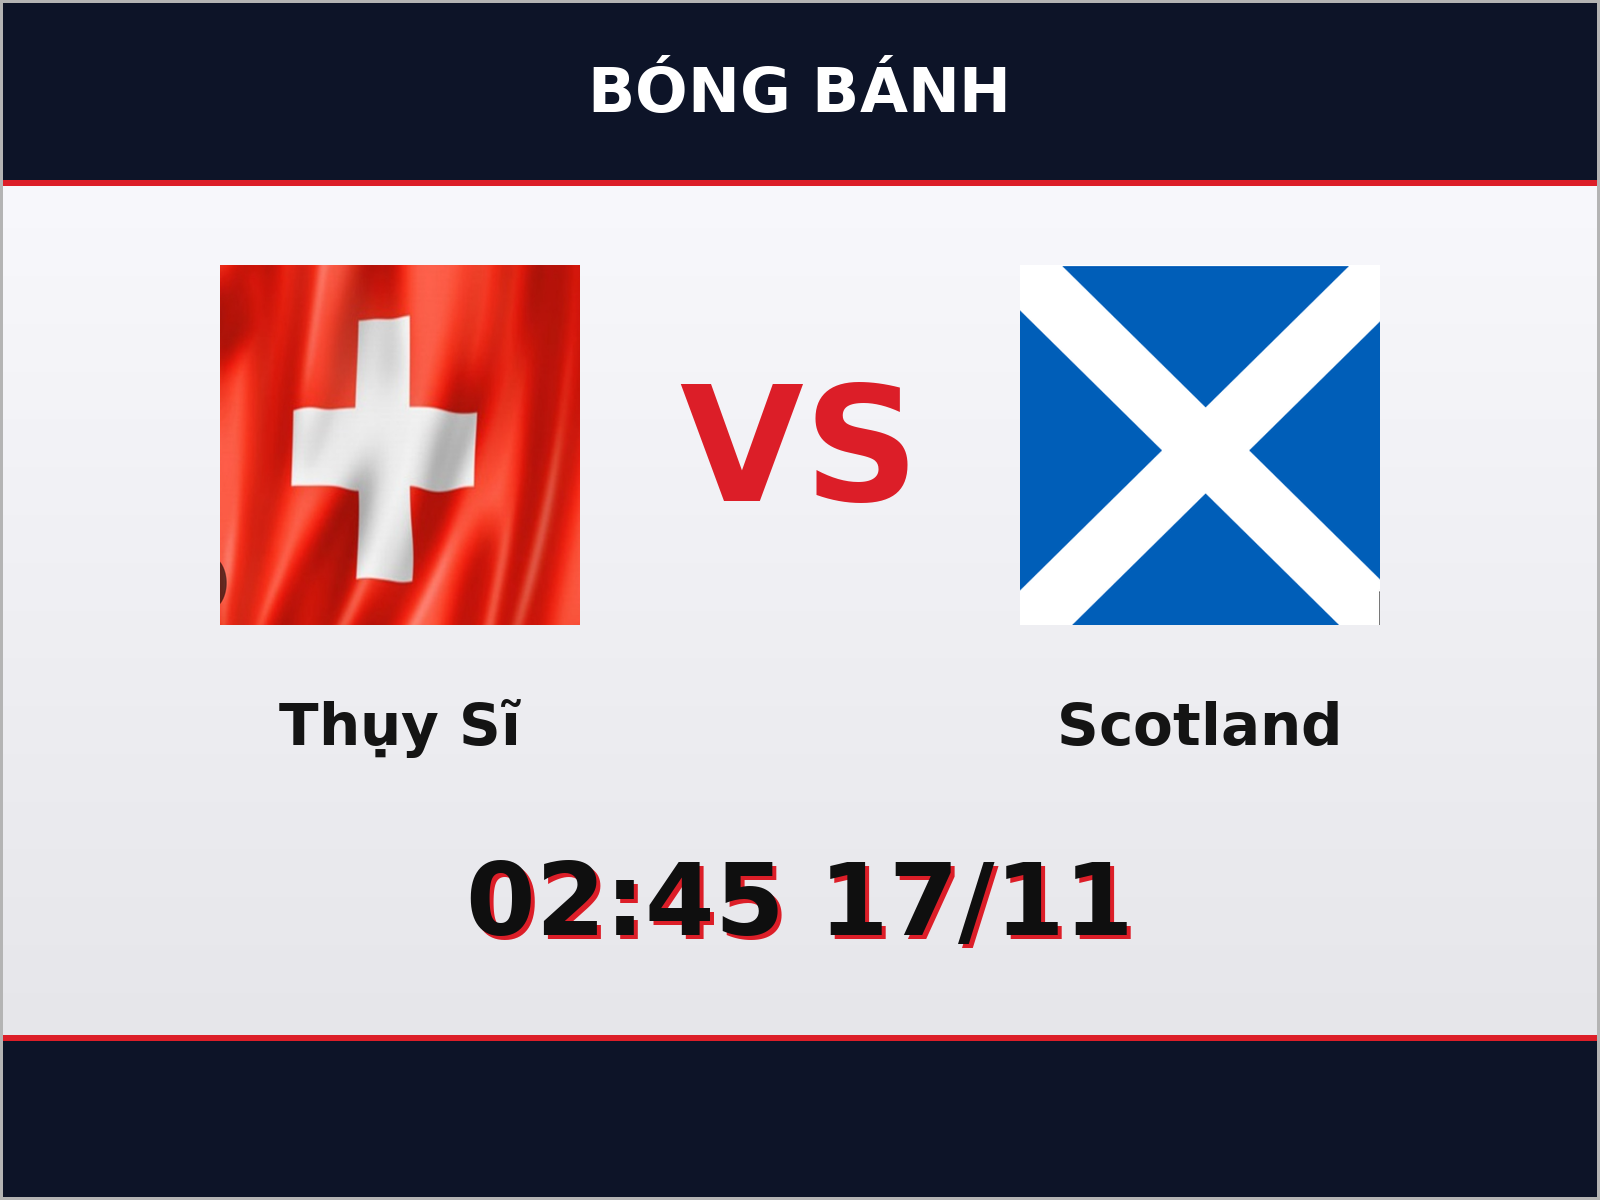 BÓNG BÁNH
VS
Thụy Sĩ
Scotland
02:45 17/11